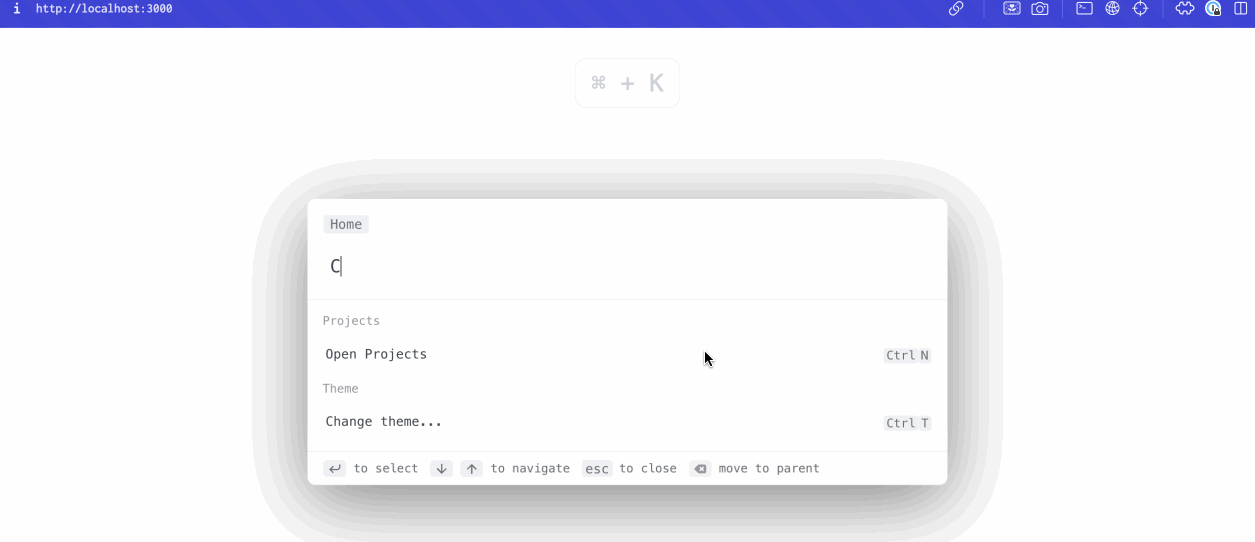 i http://localhost:3000
⌘ + K
Home
C
Projects
Open Projects Ctrl N
Theme
Change theme... Ctrl T
↵ to select ↓ ↑ to navigate esc to close ⌫ move to parent